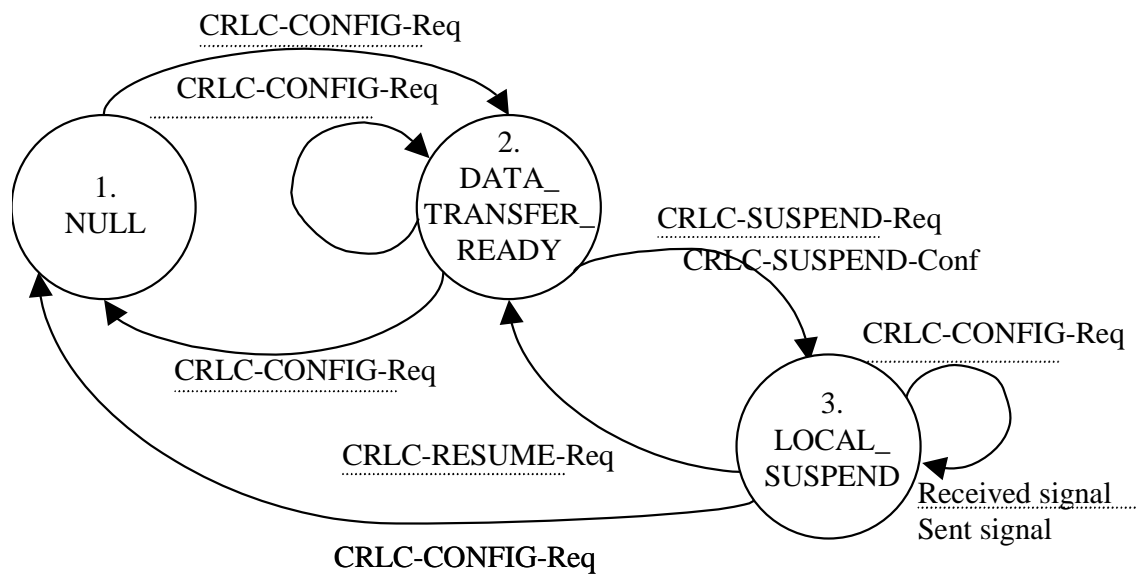 CRLC-CONFIG-Req
CRLC-CONFIG-Req
1.
NULL
2.
DATA_
TRANSFER_
READY
CRLC-SUSPEND-Req
CRLC-SUSPEND-Conf
CRLC-CONFIG-Req
CRLC-CONFIG-Req
3.
LOCAL_
SUSPEND
CRLC-RESUME-Req
Received signal
Sent signal
CRLC-CONFIG-Req